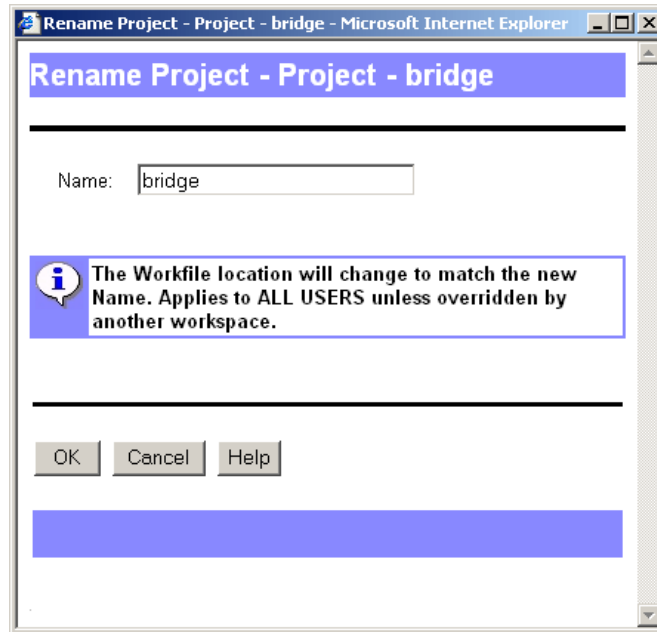 Rename Project - Project - bridge - Microsoft Internet Explorer
Rename Project - Project - bridge
Name: bridge
The Workfile location will change to match the new
Name. Applies to ALL USERS unless overridden by
another workspace.
OK Cancel Help